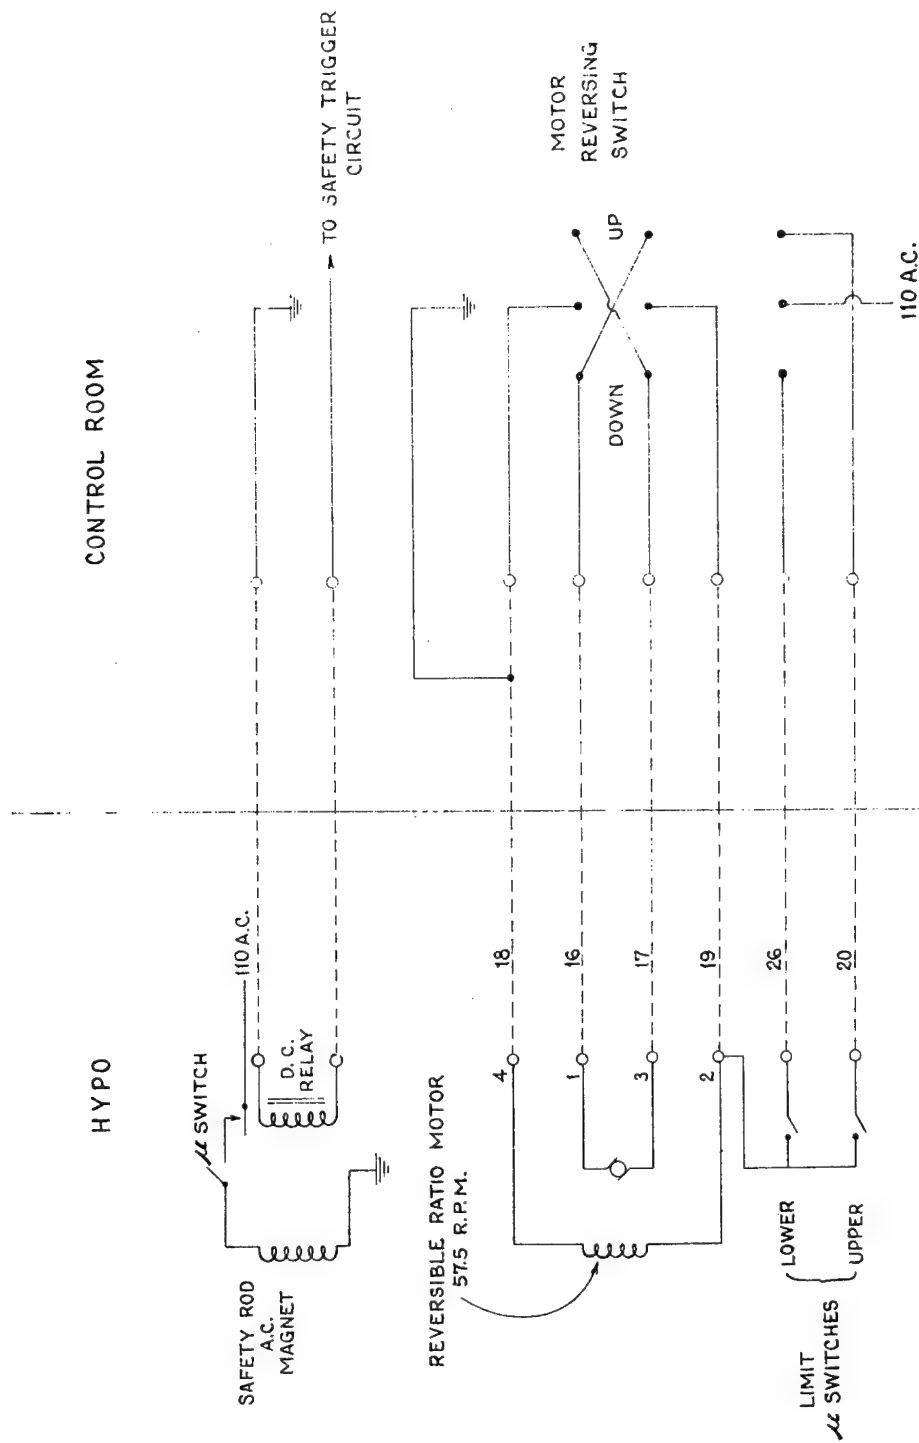 HYPO
CONTROL ROOM
µ SWITCH
110 A.C.
D.C.
RELAY
SAFETY ROD
A.C.
MAGNET
TO SAFETY TRIGGER
CIRCUIT
REVERSIBLE RATIO MOTOR
57.5 R.P.M.
4
18
1
16
3
17
2
19
26
20
MOTOR
REVERSING
SWITCH
DOWN
UP
110 A.C.
LOWER
UPPER
LIMIT
µ SWITCHES